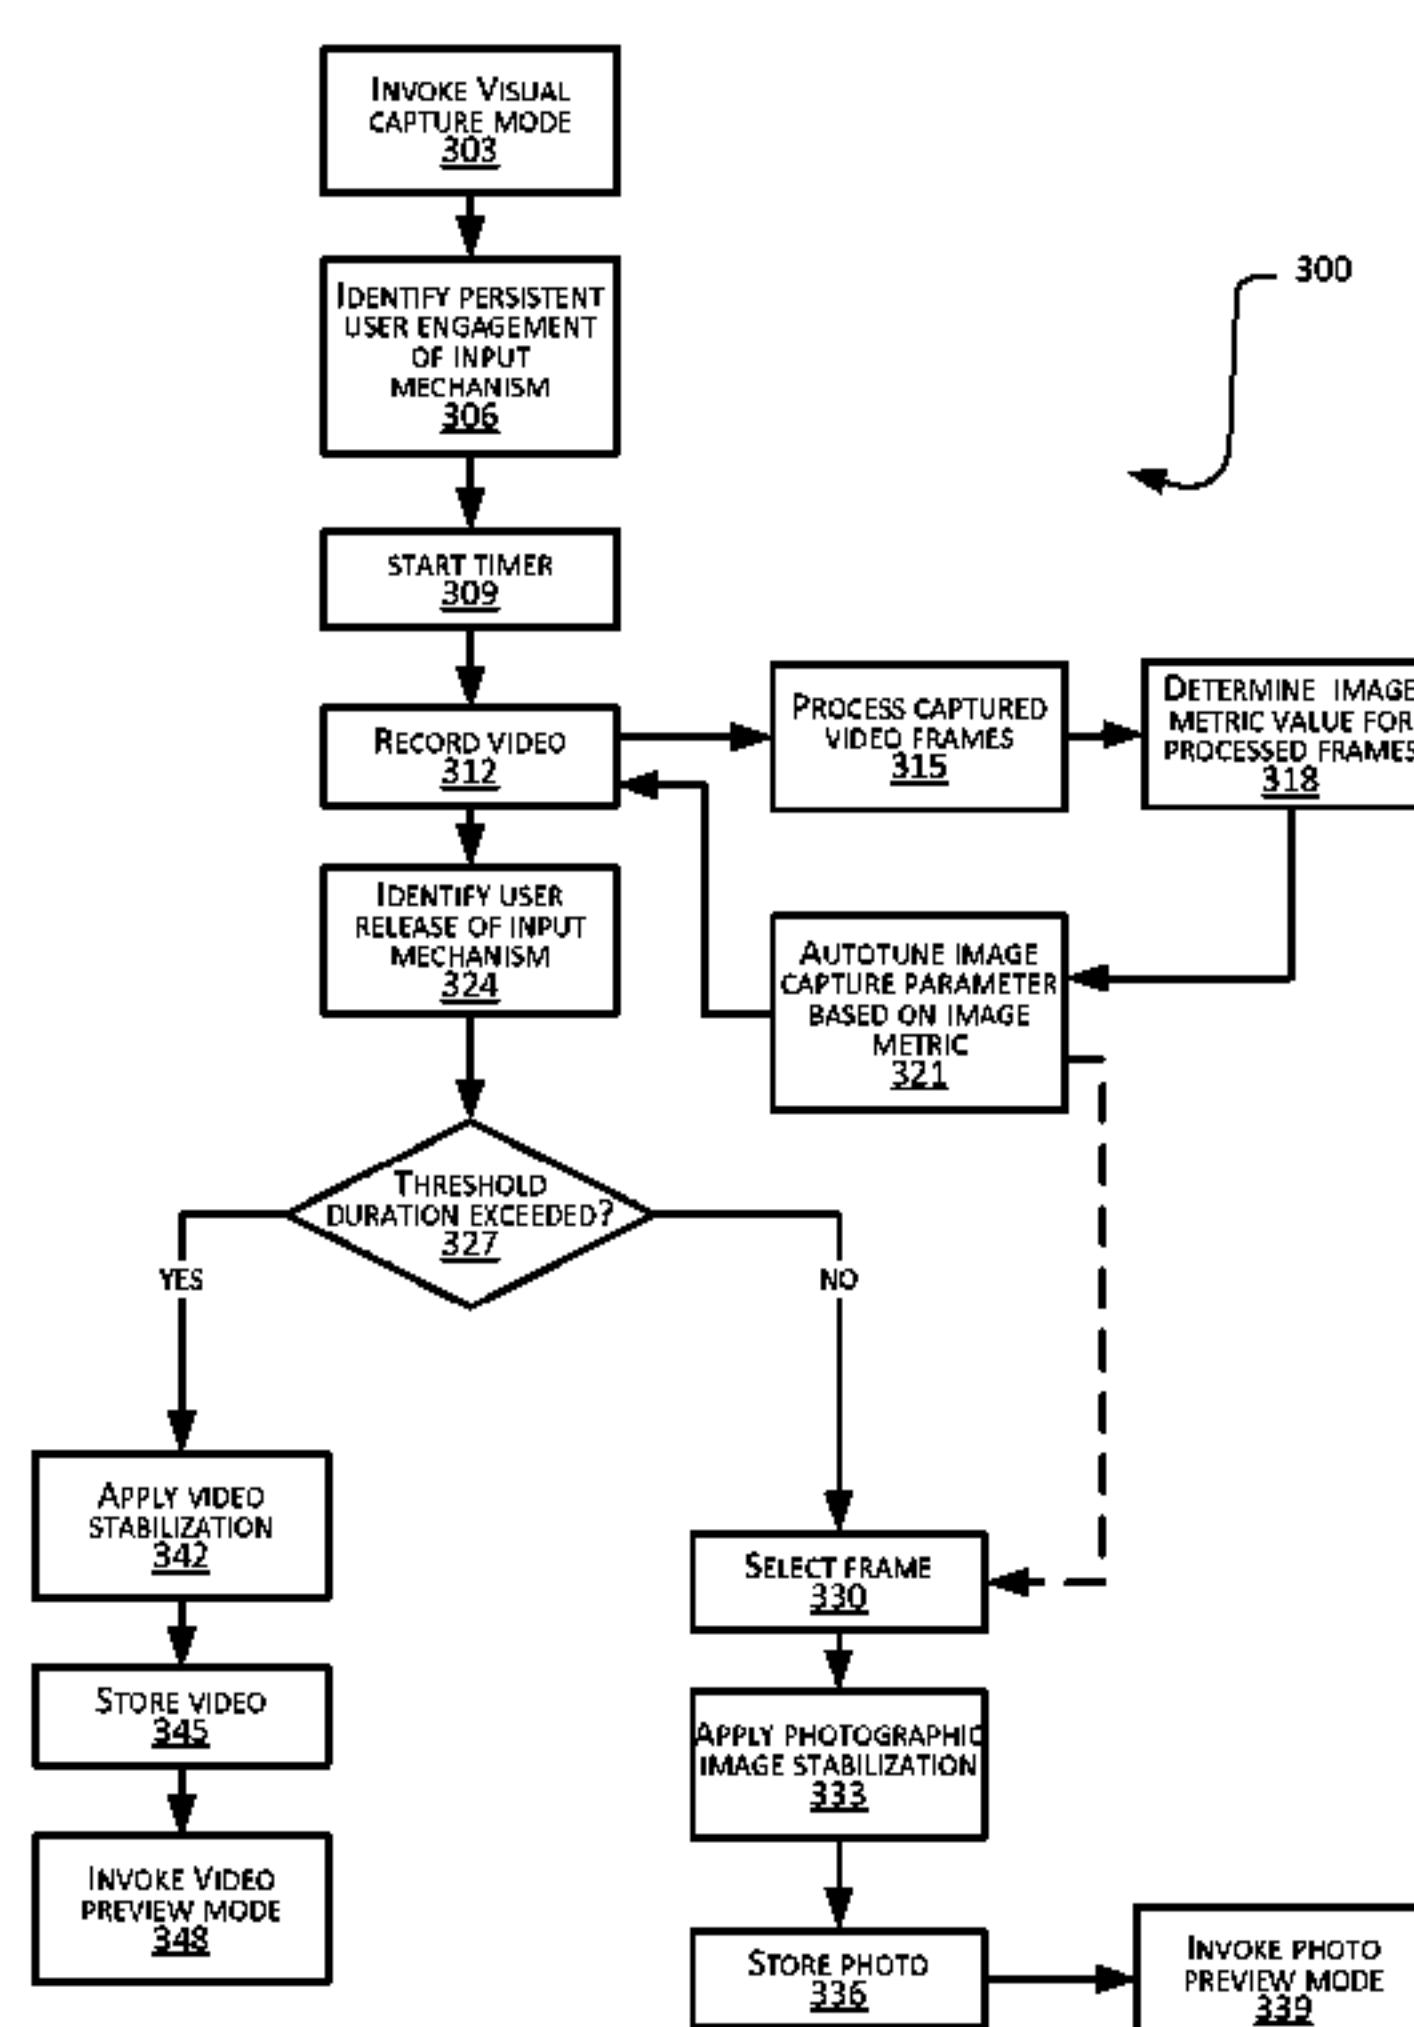 Invoke Visual
capture mode
303
Identify persistent
user engagement
of input
mechanism
306
300
start timer
309
Record video
312
Process captured
video frames
315
Determine image
metric value for
processed frames
318
Identify user
release of input
mechanism
324
Autotune image
capture parameter
based on image
metric
321
Threshold
duration exceeded?
327
YES
NO
Apply video
stabilization
342
Select frame
330
Store video
345
Apply photographic
image stabilization
333
Invoke Video
preview mode
348
Store photo
336
Invoke photo
preview mode
339